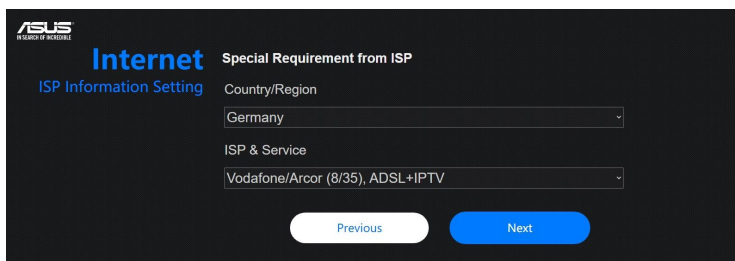 ASUS
IN SEARCH OF INCREDIBLE
Internet
ISP Information Setting
Special Requirement from ISP
Country/Region
Germany
ISP & Service
Vodafone/Arcor (8/35), ADSL+IPTV
Previous
Next